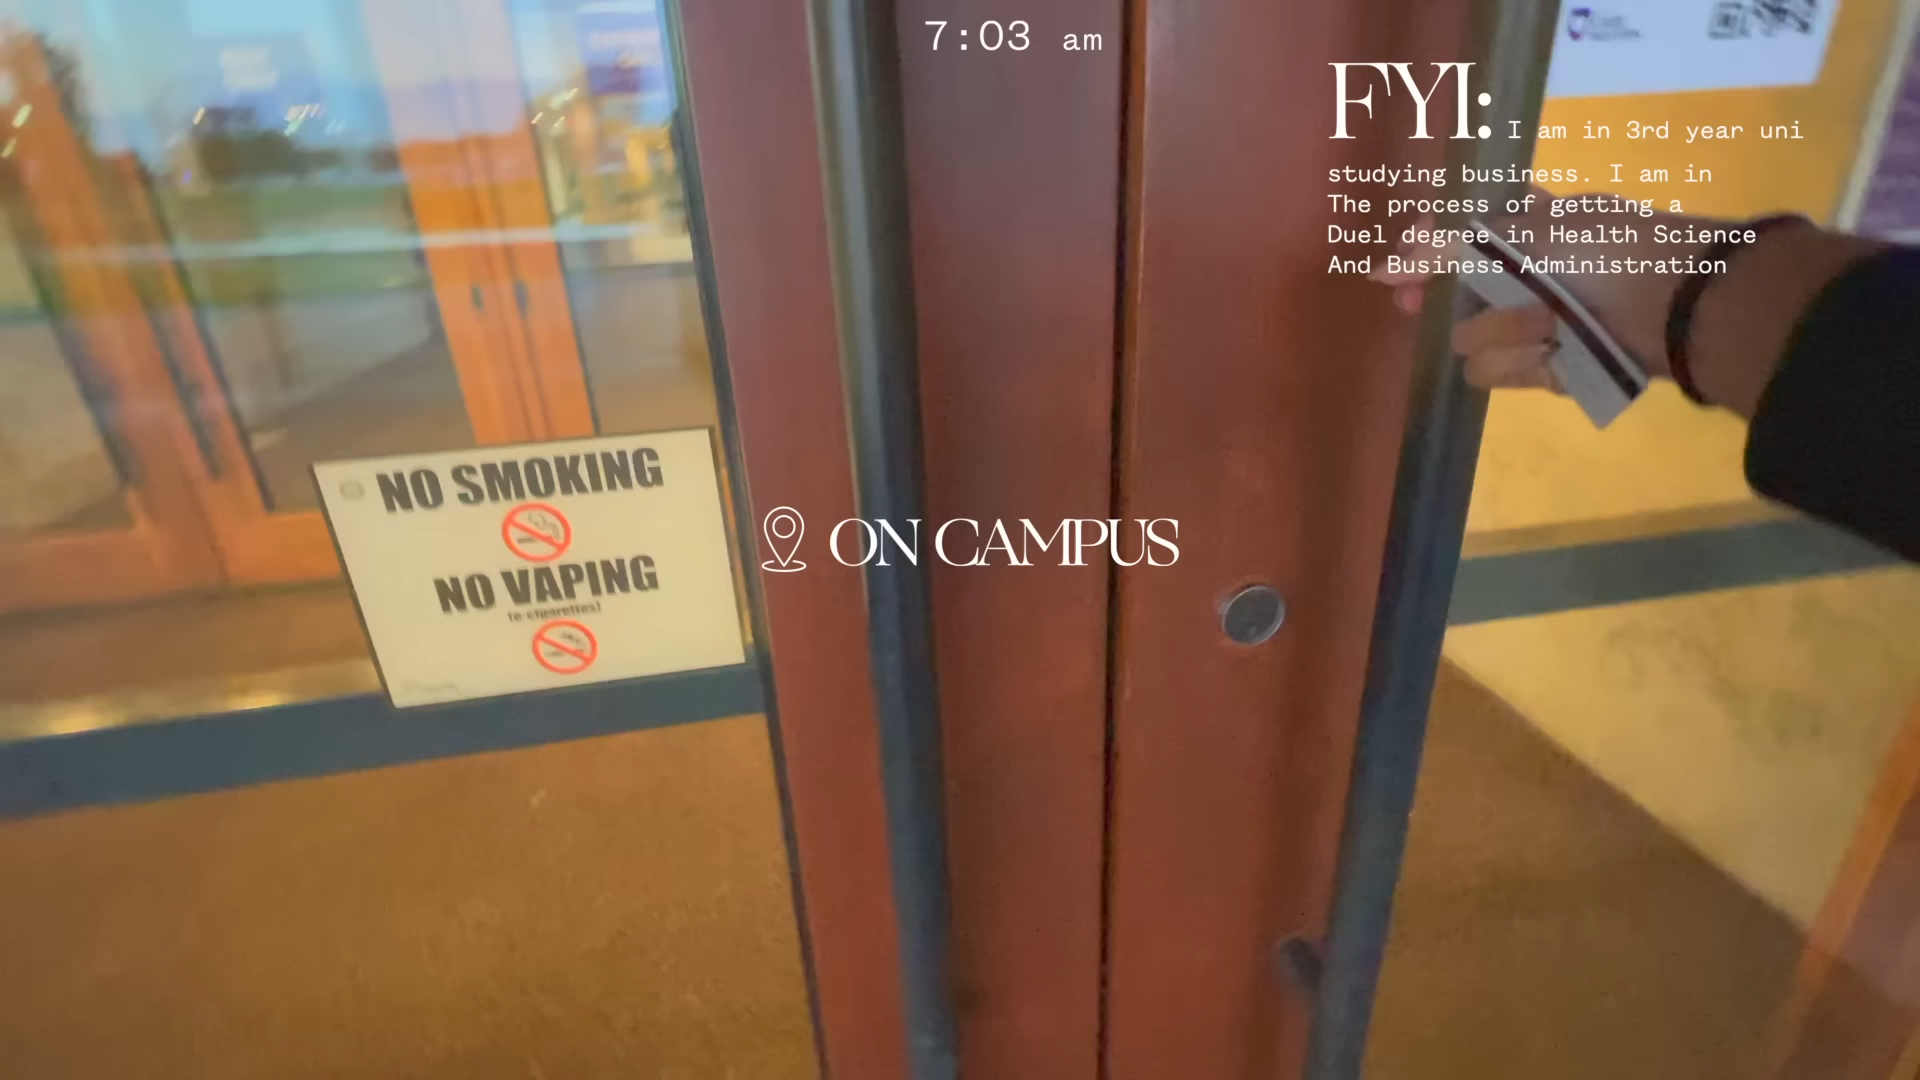 7:03 am
FYI: I am in 3rd year uni
studying business. I am in
The process of getting a
Duel degree in Health Science
And Business Administration
NO SMOKING
NO VAPING
(e-cigarettes)
ON CAMPUS